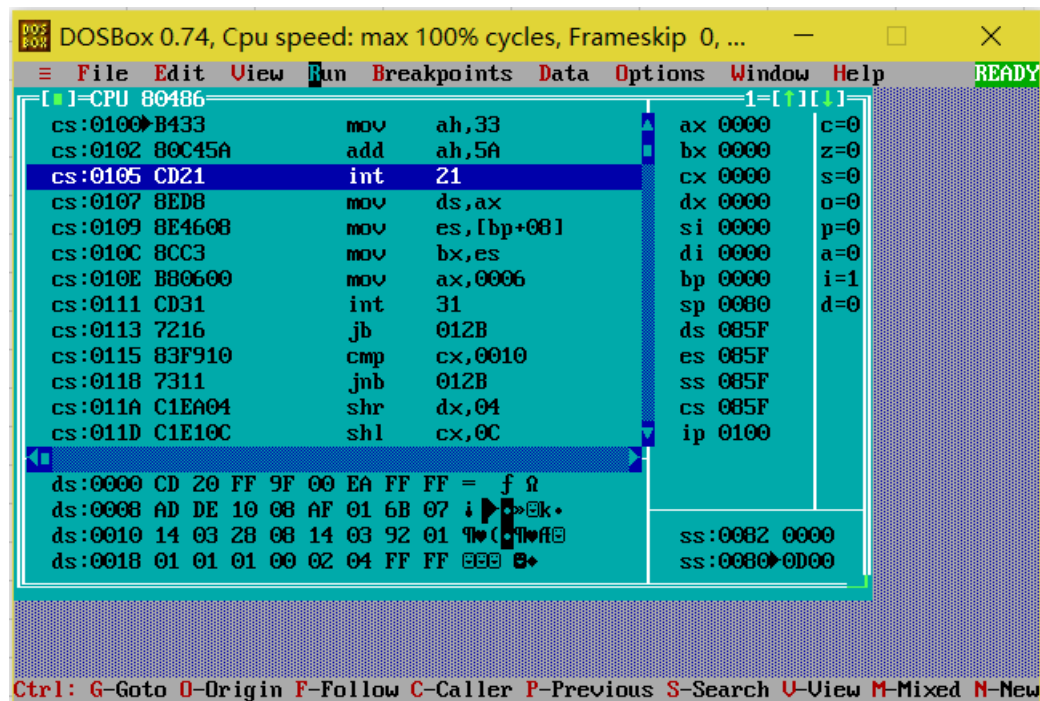 DOSBox 0.74, Cpu speed: max 100% cycles, Frameskip 0, ...
≡ File Edit View Run Breakpoints Data Options Window Help READY
[■]=CPU 80486 1=[↑][↓]
cs:0100►B433 mov ah,33 ax 0000 c=0
cs:0102 80C45A add ah,5A bx 0000 z=0
cs:0105 CD21 int 21 cx 0000 s=0
cs:0107 8ED8 mov ds,ax dx 0000 o=0
cs:0109 8E4608 mov es,[bp+08] si 0000 p=0
cs:010C 8CC3 mov bx,es di 0000 a=0
cs:010E B80600 mov ax,0006 bp 0000 i=1
cs:0111 CD31 int 31 sp 0080 d=0
cs:0113 7216 jb 012B ds 085F
cs:0115 83F910 cmp cx,0010 es 085F
cs:0118 7311 jnb 012B ss 085F
cs:011A C1EA04 shr dx,04 cs 085F
cs:011D C1E10C shl cx,0C ip 0100
ds:0000 CD 20 FF 9F 00 EA FF FF = ƒ Ω
ds:0008 AD DE 10 08 AF 01 6B 07 ¡▐►◘»☺k•
ds:0010 14 03 28 08 14 03 92 01 ¶♥(◘¶♥Æ☺ ss:0082 0000
ds:0018 01 01 01 00 02 04 FF FF ☺☺☺ ☻♦ ss:0080►0D00
Ctrl: G-Goto O-Origin F-Follow C-Caller P-Previous S-Search V-View M-Mixed N-New